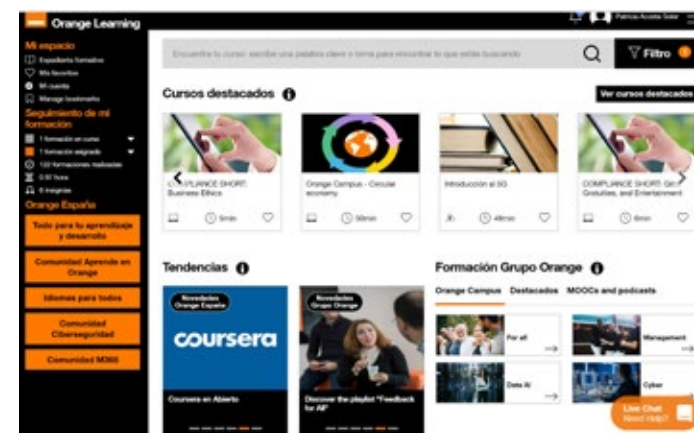 Orange Learning
Patricia Acosta Soler
Mi espacio
Expediente formativo
Mis favoritos
Mi cuenta
Manage bookmarks
Seguimiento de mi
formación
1 formación en curso
1 formación asignada
122 formaciones realizadas
0.97 hora
0 insignias
Orange España
Todo para tu aprendizaje
y desarrollo
Comunidad Aprende en
Orange
Idiomas para todos
Comunidad
Ciberseguridad
Comunidad M365
Encuentra tu curso: escribe una palabra clave o tema para encontrar lo que estás buscando
Filtro
Cursos destacados
Ver cursos destacados
COMPLIANCE SHORT:
Business Ethics
5min
Orange Campus - Circular
economy
50min
Introducción al 5G
48min
COMPLIANCE SHORT: Gifts,
Gratuities, and Entertainment
6min
Tendencias
Novedades
Orange España
coursera
Coursera en Abierto
Novedades
Grupo Orange
Discover the playlist "Feedback
for All"
Formación Grupo Orange
Orange Campus
Destacados
MOOCs and podcasts
For all
Management
Data AI
Cyber
Live Chat
Need Help?